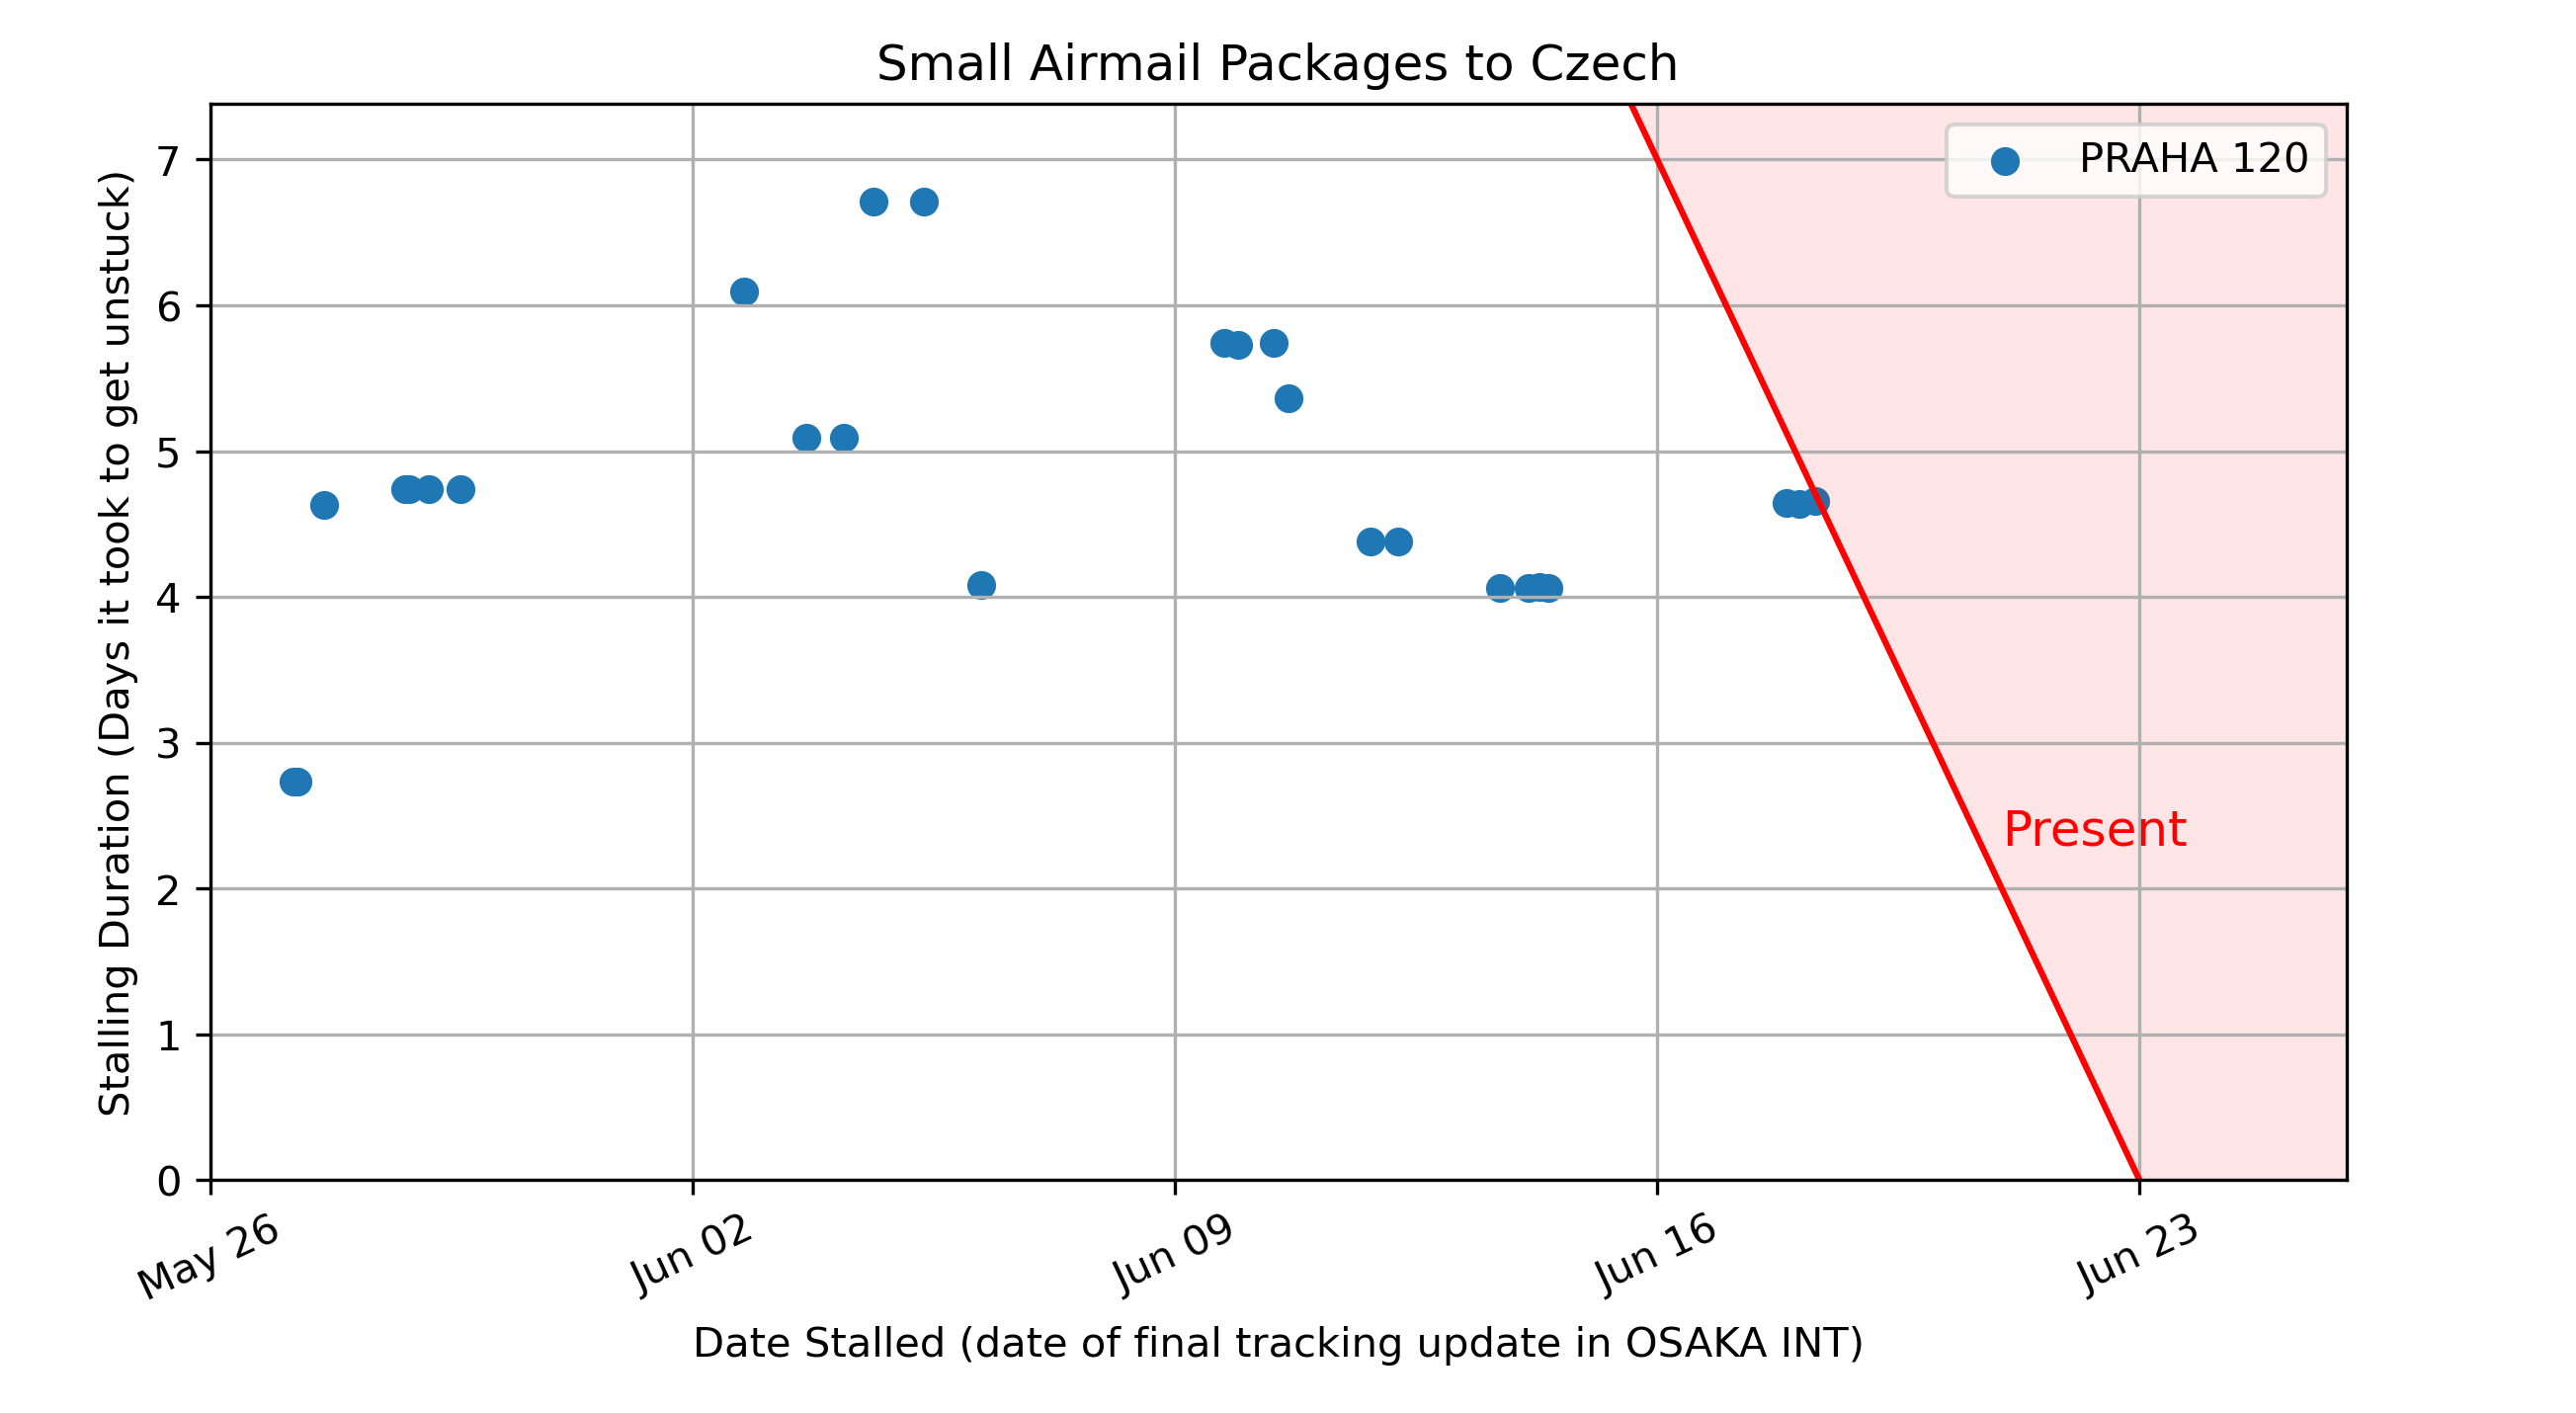 Small Airmail Packages to Czech
PRAHA 120
Stalling Duration (Days it took to get unstuck)
7
6
5
4
3
2
1
0
Present
May 26
Jun 02
Jun 09
Jun 16
Jun 23
Date Stalled (date of final tracking update in OSAKA INT)